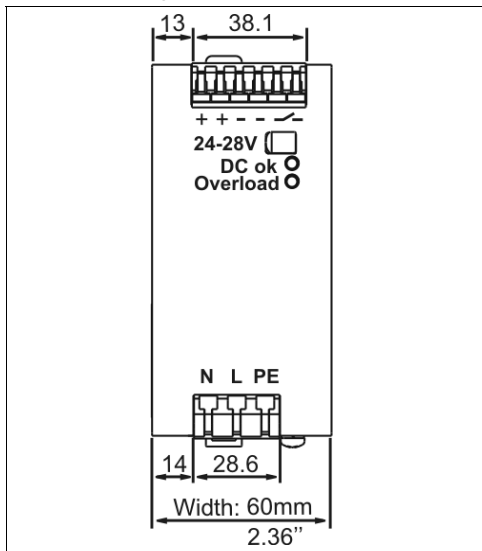 13 38.1
+ + - -
24-28V
DC ok
Overload
N L PE
14 28.6
Width: 60mm
2.36”